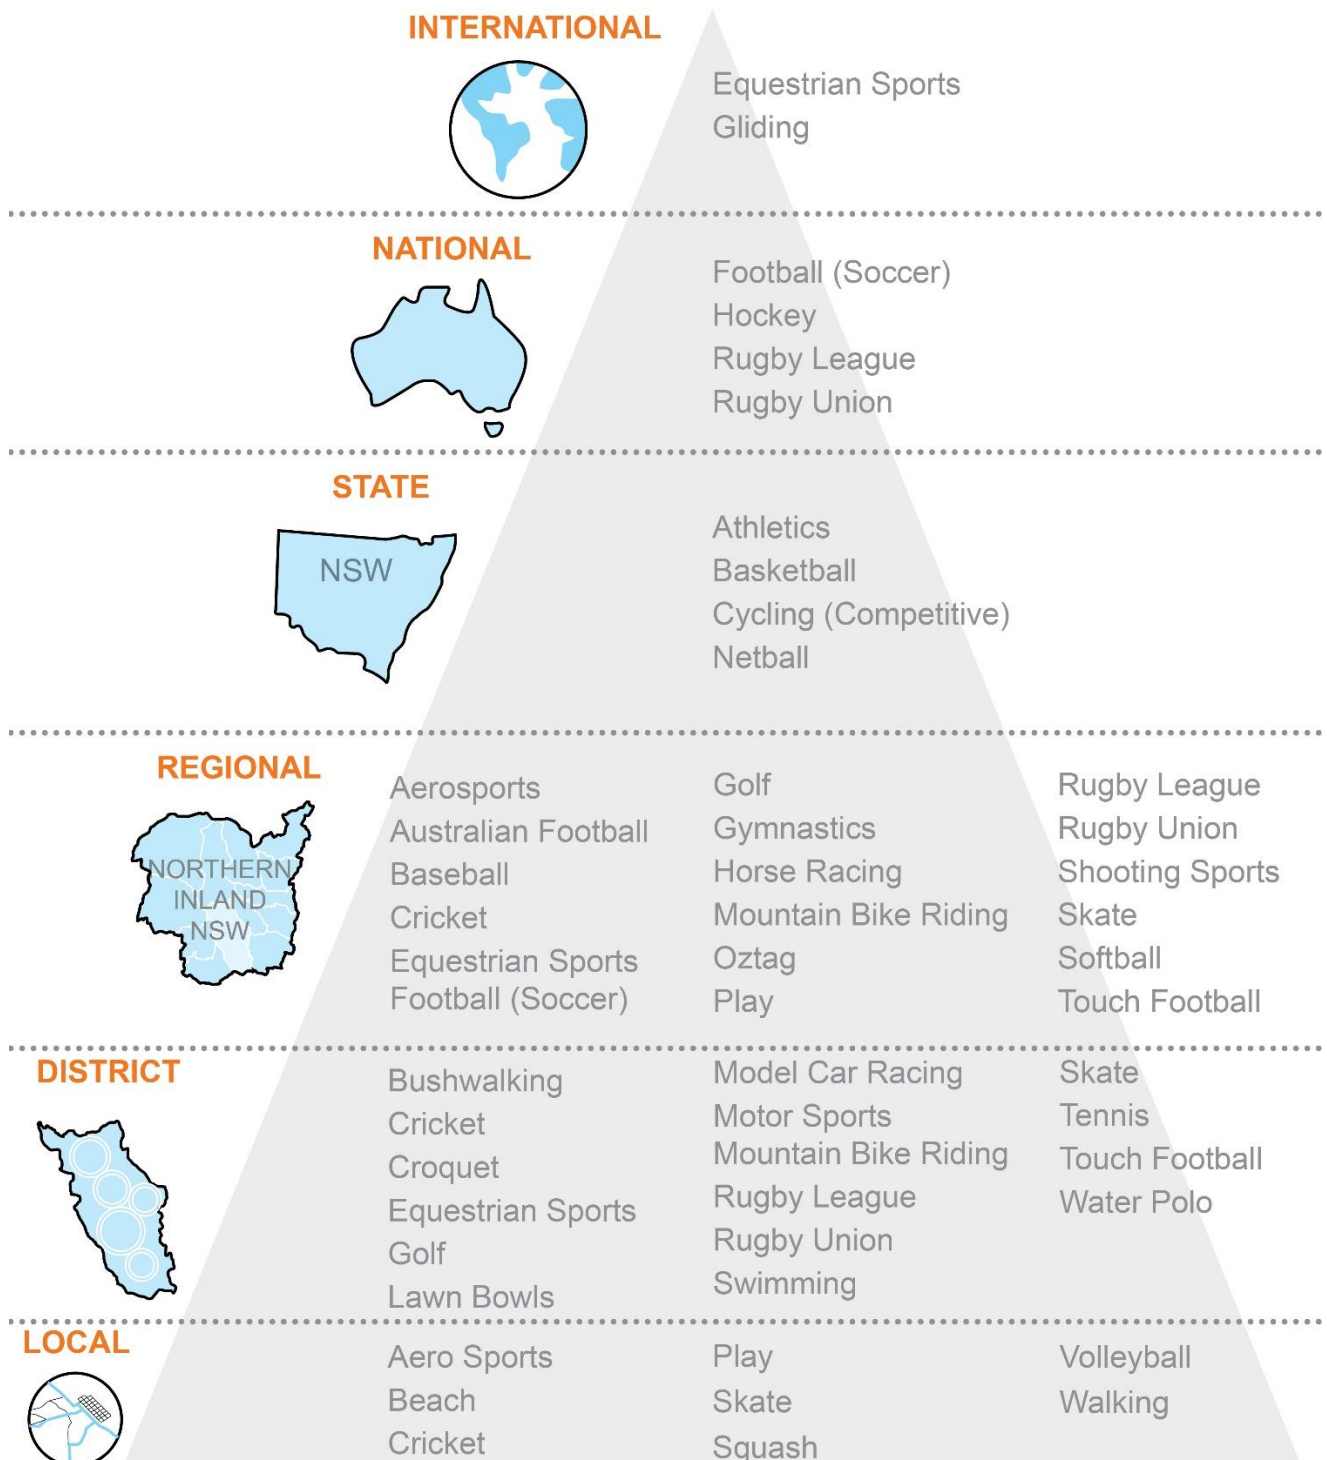 INTERNATIONAL
Equestrian Sports
Gliding
NATIONAL
Football (Soccer)
Hockey
Rugby League
Rugby Union
STATE
NSW
Athletics
Basketball
Cycling (Competitive)
Netball
REGIONAL
NORTHERN
INLAND
NSW
Aerosports
Australian Football
Baseball
Cricket
Equestrian Sports
Football (Soccer)
Golf
Gymnastics
Horse Racing
Mountain Bike Riding
Oztag
Play
Rugby League
Rugby Union
Shooting Sports
Skate
Softball
Touch Football
DISTRICT
Bushwalking
Cricket
Croquet
Equestrian Sports
Golf
Lawn Bowls
Model Car Racing
Motor Sports
Mountain Bike Riding
Rugby League
Rugby Union
Swimming
Skate
Tennis
Touch Football
Water Polo
LOCAL
Aero Sports
Beach
Cricket
Play
Skate
Squash
Volleyball
Walking